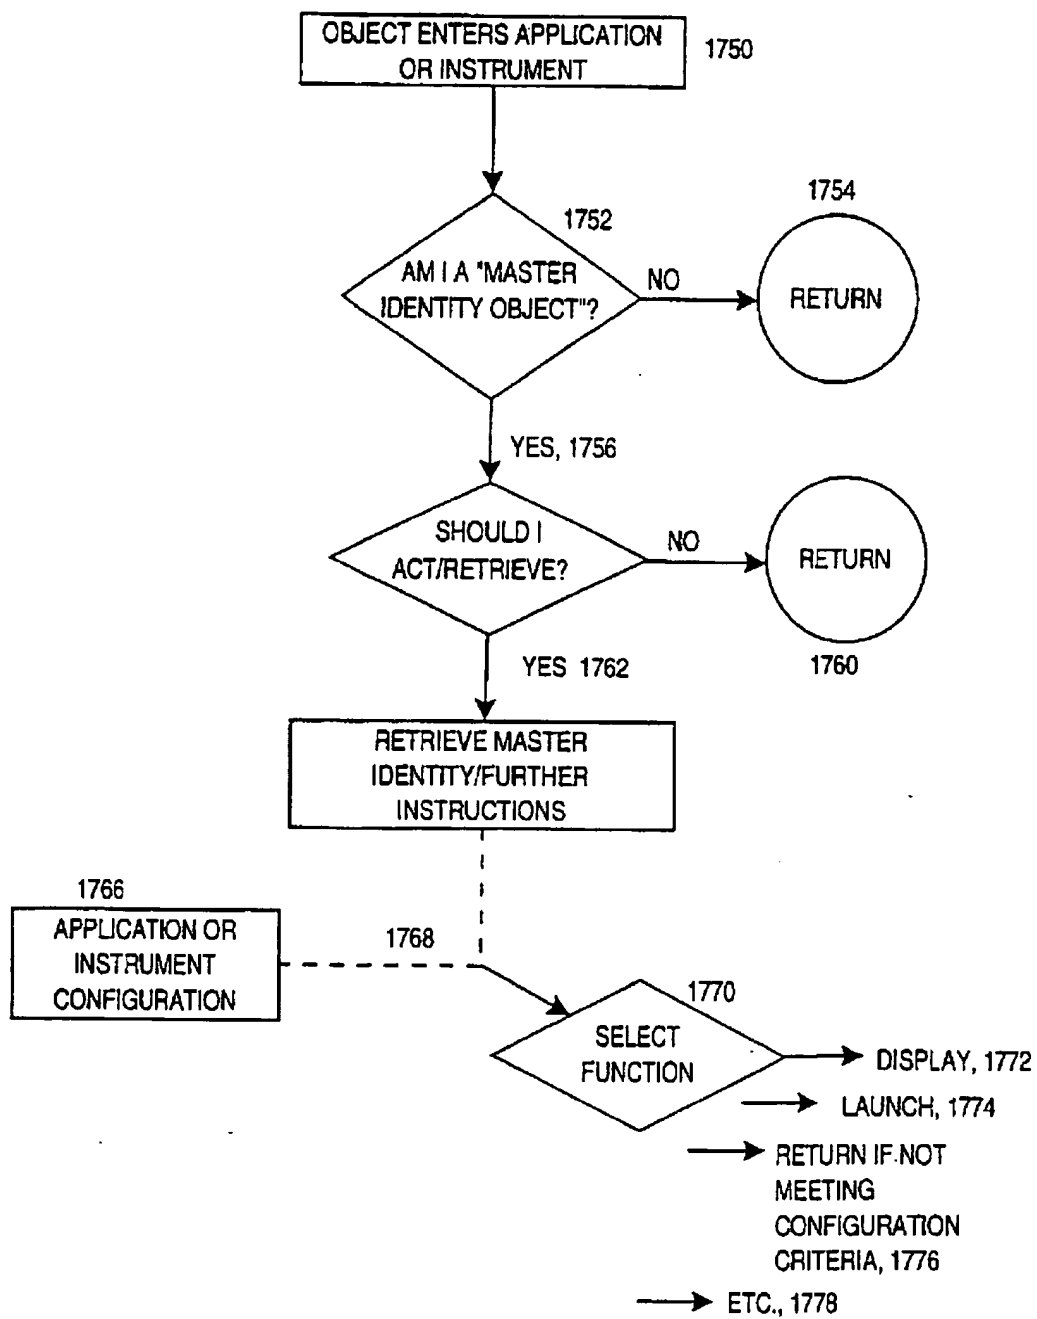 OBJECT ENTERS APPLICATION
OR INSTRUMENT
1750
1752
AM I A "MASTER
IDENTITY OBJECT"?
NO
1754
RETURN
YES, 1756
SHOULD I
ACT/RETRIEVE?
NO
RETURN
1760
YES 1762
RETRIEVE MASTER
IDENTITY/FURTHER
INSTRUCTIONS
1766
APPLICATION OR
INSTRUMENT
CONFIGURATION
1768
1770
SELECT
FUNCTION
DISPLAY, 1772
LAUNCH, 1774
RETURN IF NOT
MEETING
CONFIGURATION
CRITERIA, 1776
ETC., 1778